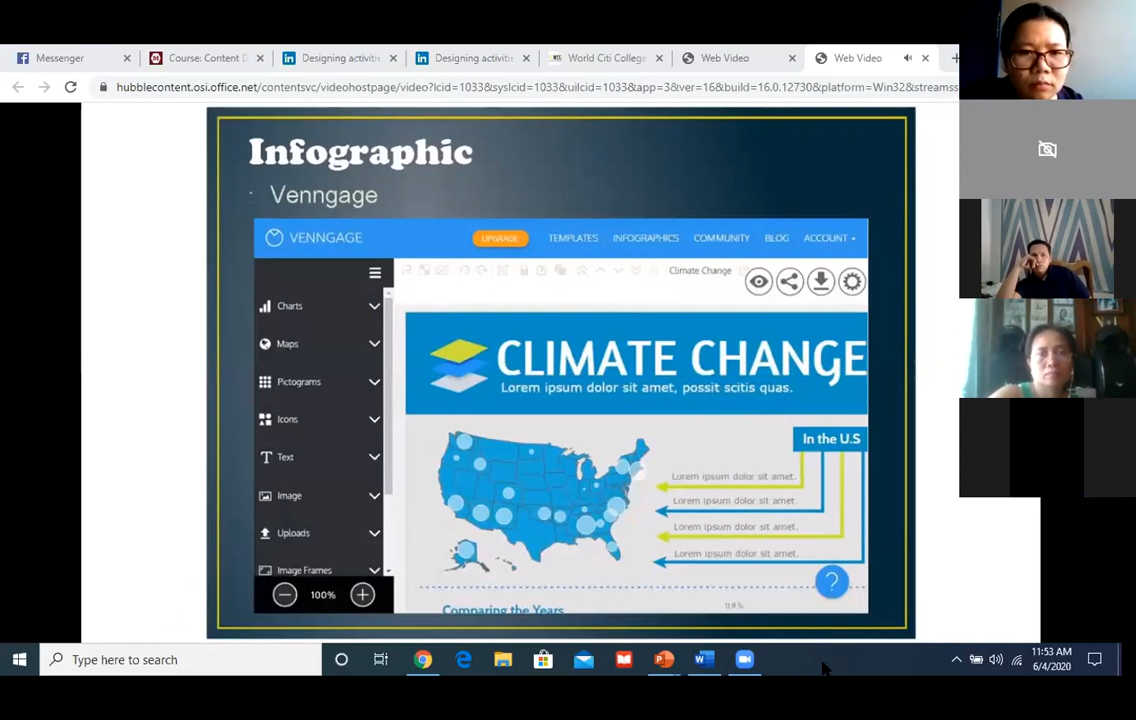 Messenger
Course: Content D
Designing activitie
Designing activitie
World Citi College
Web Video
Web Video
hubblecontent.osi.office.net/contentsvc/videohostpage/video?lcid=1033&syslcid=1033&uilcid=1033&app=3&ver=16&build=16.0.12730&platform=Win32&streamss
Infographic
Venngage
VENNGAGE
UPGRADE
TEMPLATES
INFOGRAPHICS
COMMUNITY
BLOG
ACCOUNT
Climate Change
Charts
Maps
Pictograms
Icons
Text
Image
Uploads
Image Frames
100%
CLIMATE CHANGE
Lorem ipsum dolor sit amet, possit scitis quas.
In the U.S
Lorem ipsum dolor sit amet.
Lorem ipsum dolor sit amet.
Lorem ipsum dolor sit amet.
Lorem ipsum dolor sit amet.
Comparing the Years
11.9%
Type here to search
11:53 AM
6/4/2020